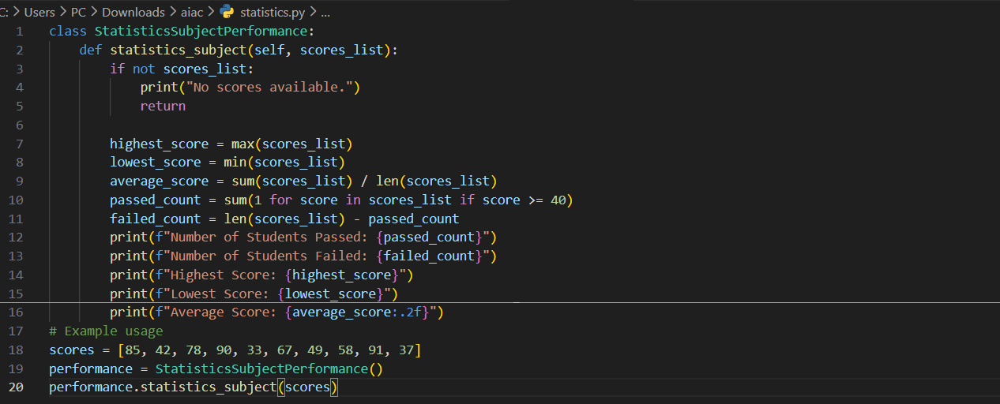 C: > Users > PC > Downloads > aiac > statistics.py > ...
1 class StatisticsSubjectPerformance:
2     def statistics_subject(self, scores_list):
3         if not scores_list:
4             print("No scores available.")
5             return
6
7         highest_score = max(scores_list)
8         lowest_score = min(scores_list)
9         average_score = sum(scores_list) / len(scores_list)
10         passed_count = sum(1 for score in scores_list if score >= 40)
11         failed_count = len(scores_list) - passed_count
12         print(f"Number of Students Passed: {passed_count}")
13         print(f"Number of Students Failed: {failed_count}")
14         print(f"Highest Score: {highest_score}")
15         print(f"Lowest Score: {lowest_score}")
16         print(f"Average Score: {average_score:.2f}")
17 # Example usage
18 scores = [85, 42, 78, 90, 33, 67, 49, 58, 91, 37]
19 performance = StatisticsSubjectPerformance()
20 performance.statistics_subject(scores)